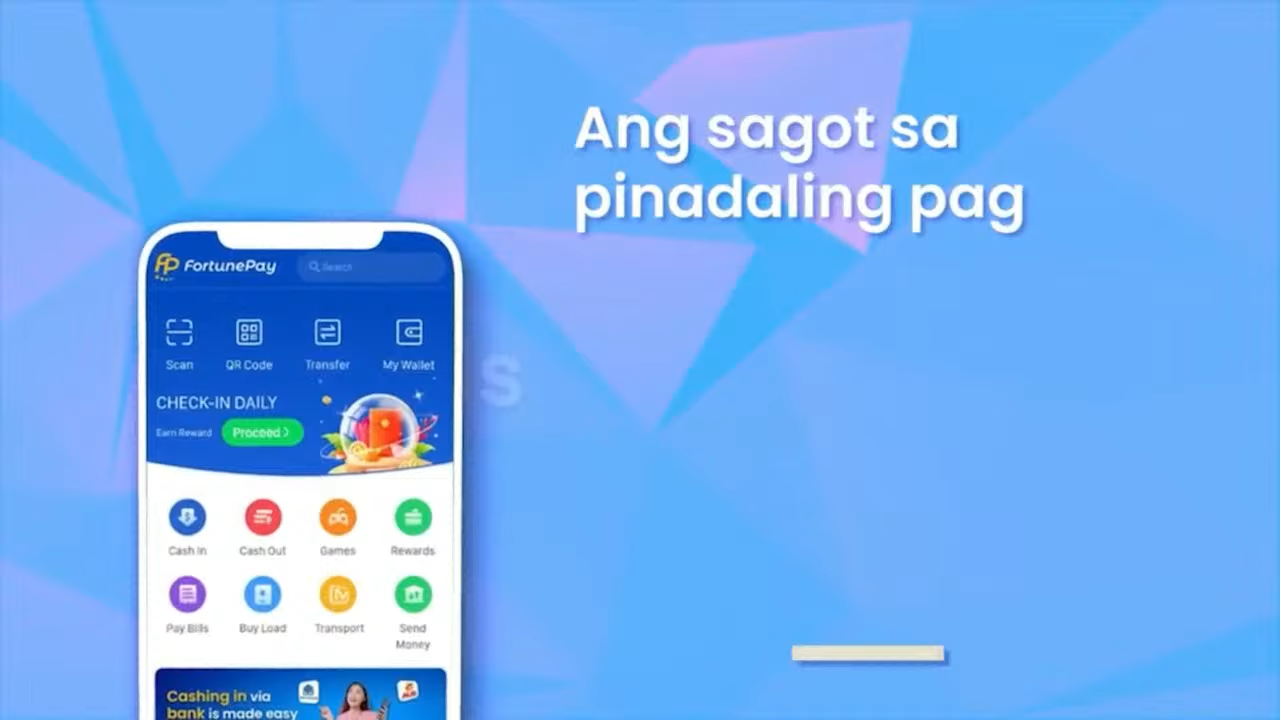 Ang sagot sa
pinadaling pag
S
FortunePay
Search
Scan
QR Code
Transfer
My Wallet
CHECK-IN DAILY
Earn Reward
Proceed
Cash In
Cash Out
Games
Rewards
Pay Bills
Buy Load
Transport
Send
Money
Cashing in via
bank is made easy